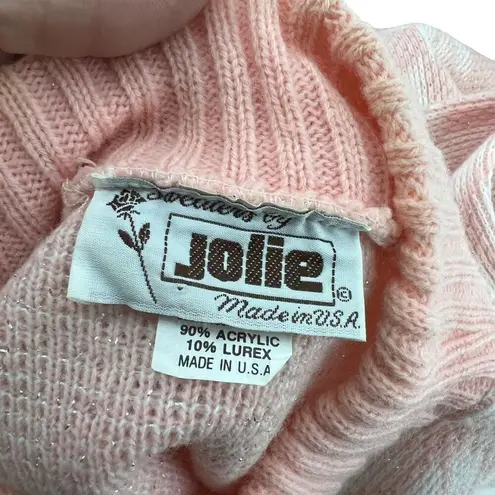 Sweaters by
Jolie
©
Made in U.S.A.
90% ACRYLIC
10% LUREX
MADE IN U.S.A